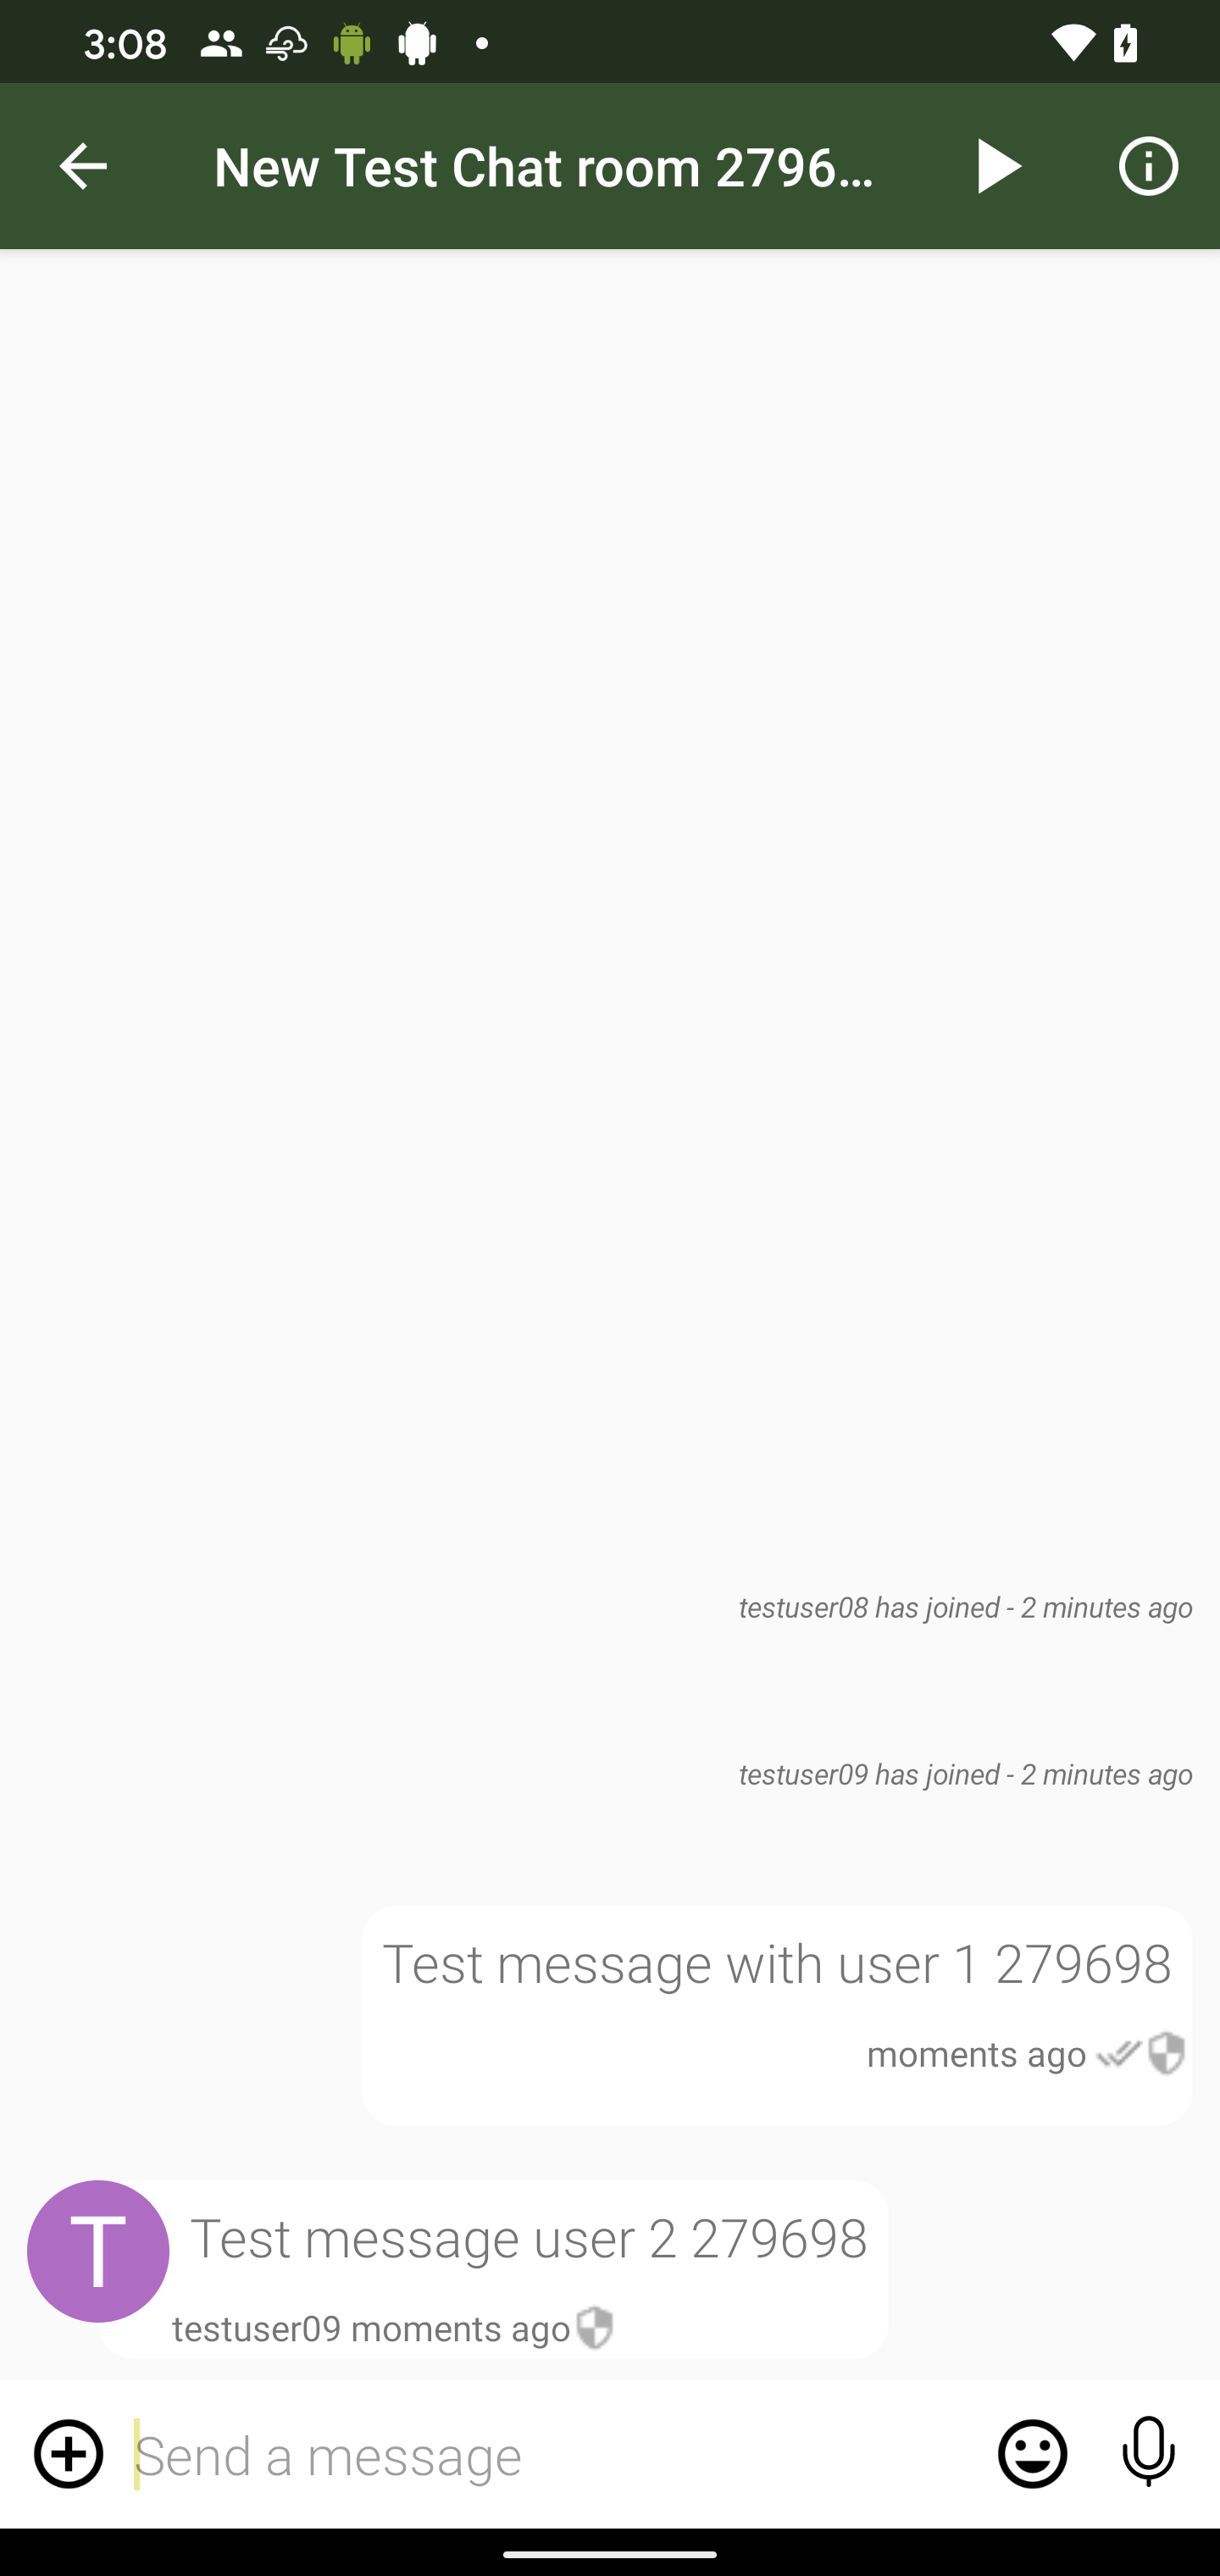 3:08
New Test Chat room 2796...
testuser08 has joined - 2 minutes ago
testuser09 has joined - 2 minutes ago
Test message with user 1 279698
moments ago
T
Test message user 2 279698
testuser09 moments ago
Send a message